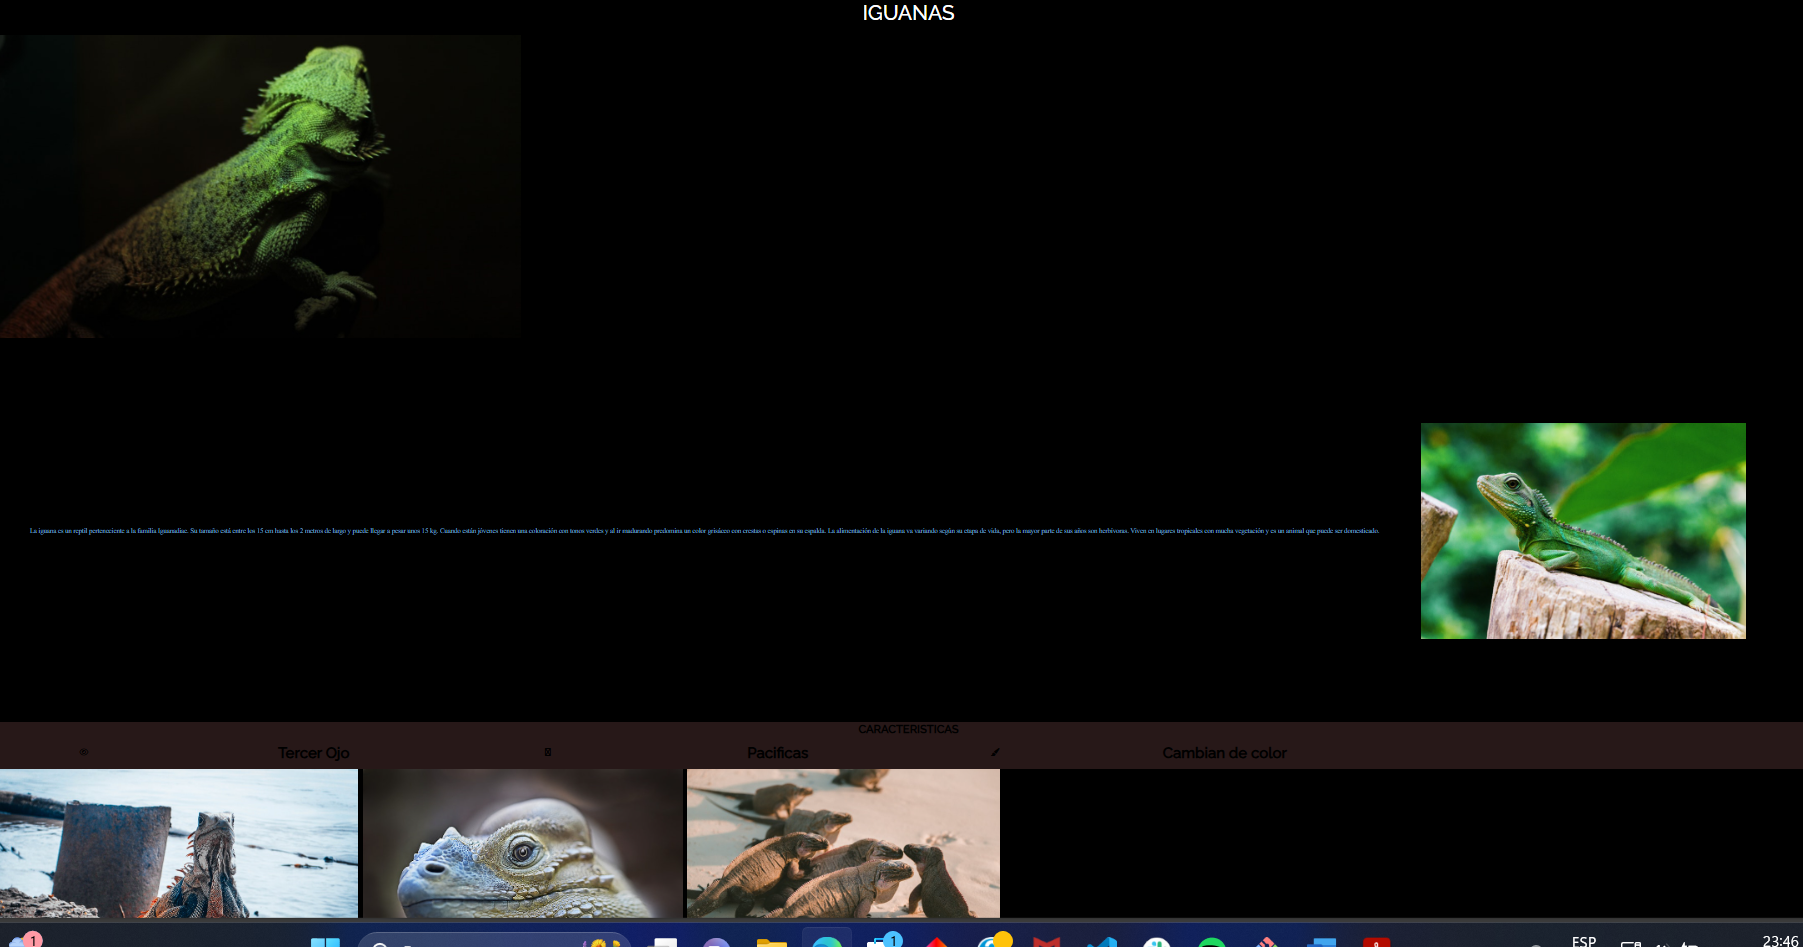 IGUANAS
La iguana es un reptil perteneciente a la familia Iguanadiae. Su tamaño está entre los 15 cm hasta los 2 metros de largo y puede llegar a pesar unos 15 kg. Cuando están jóvenes tienen una coloración con tonos verdes y al ir madurando predomina un color grisáceo con crestas o espinas en su espalda. La alimentación de la iguana va variando según su etapa de vida, pero la mayor parte de sus años son herbívoras. Viven en lugares tropicales con mucha vegetación y es un animal que puede ser domesticado.
CARACTERISTICAS
Tercer Ojo Pacificas Cambian de color
1 1 ESP 23:46